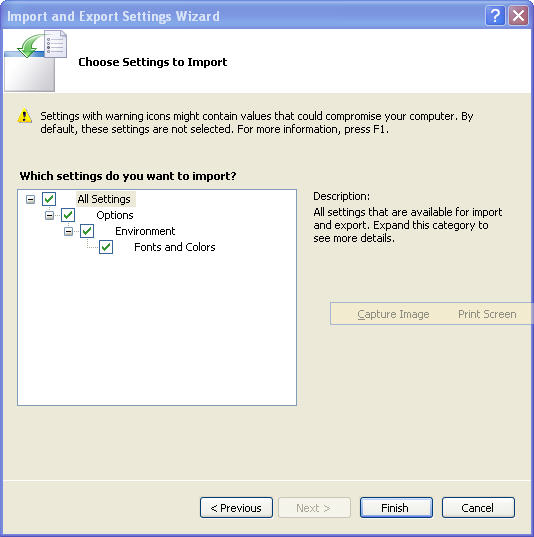 Import and Export Settings Wizard
?
Choose Settings to Import
Settings with warning icons might contain values that could compromise your computer. By
default, these settings are not selected. For more information, press F1.
Which settings do you want to import?
All Settings
Options
Environment
Fonts and Colors
Description:
All settings that are available for import
and export. Expand this category to
see more details.
Capture Image Print Screen
< Previous Next > Finish Cancel